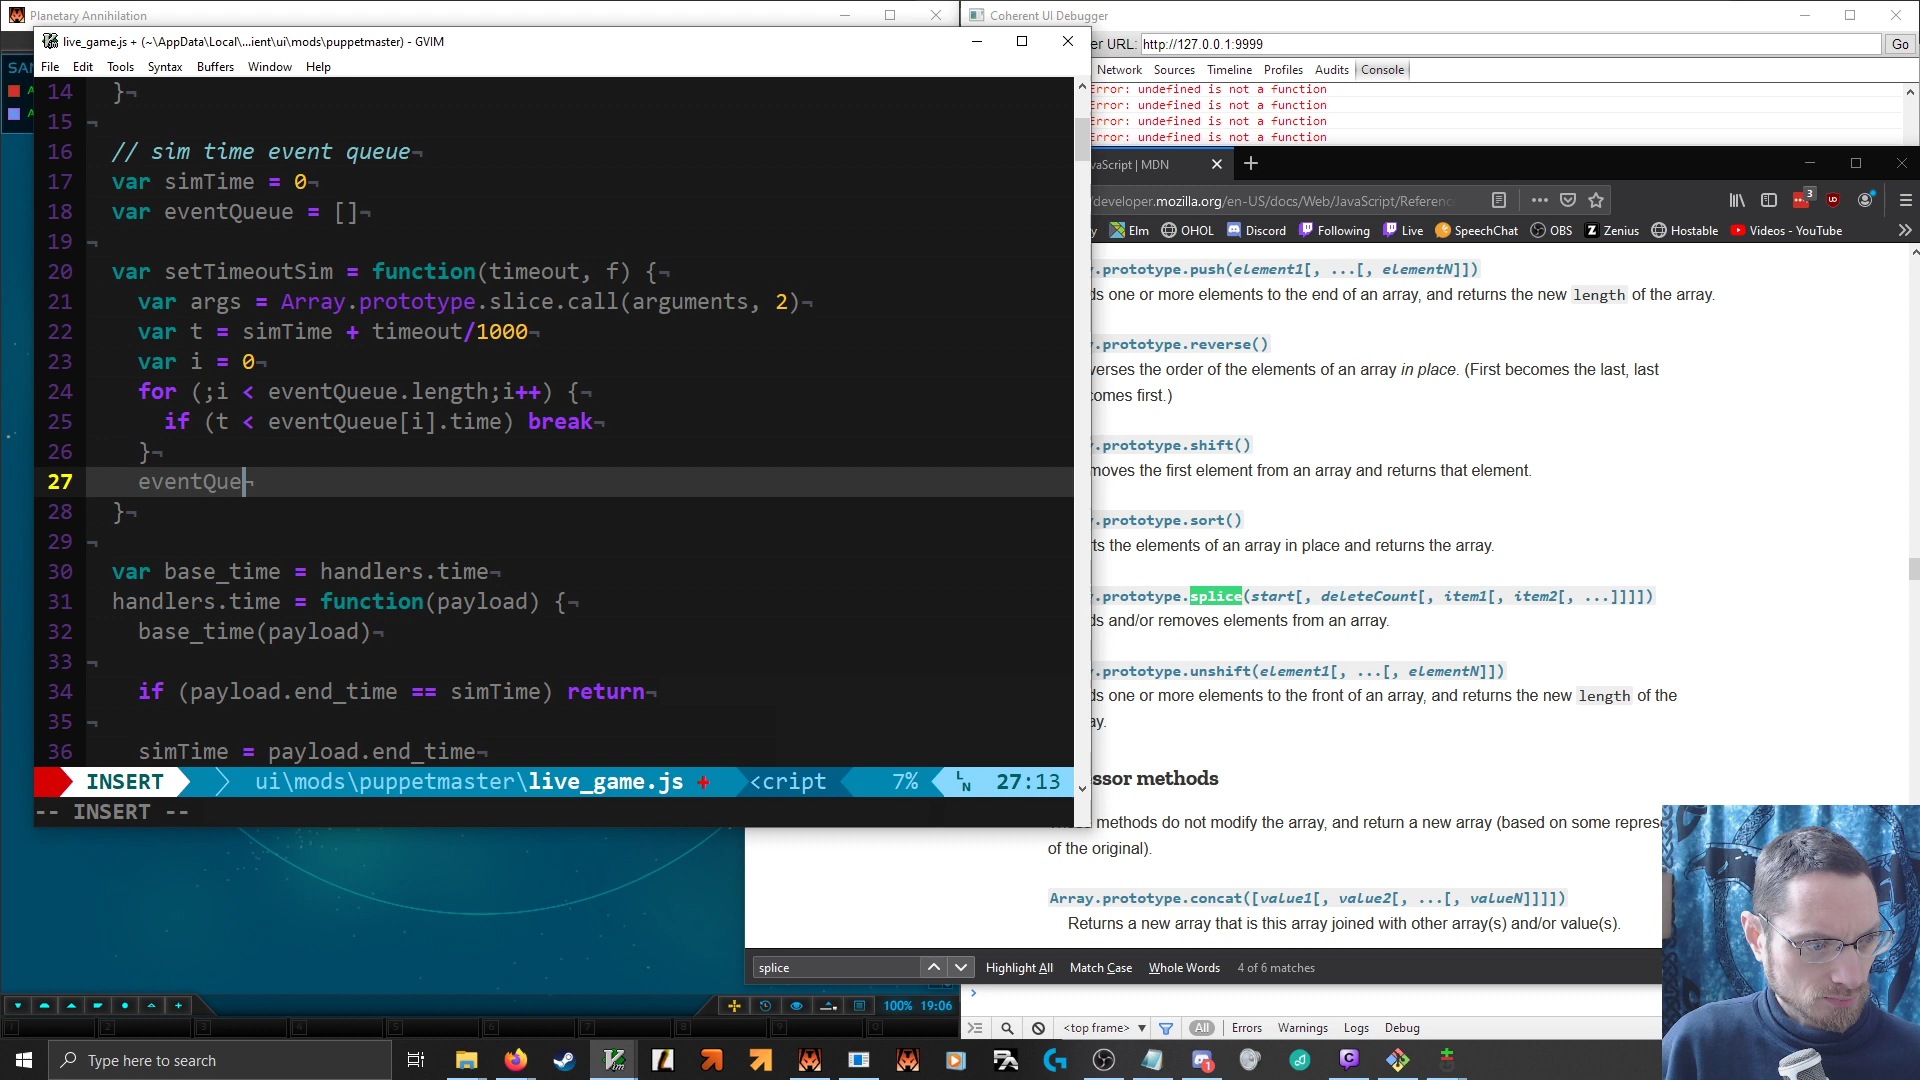 Planetary Annihilation
Coherent UI Debugger
live_game.js + (~\AppData\Local\...ient\ui\mods\puppetmaster) - GVIM
er URL: http://127.0.0.1:9999 Go
File Edit Tools Syntax Buffers Window Help
Network Sources Timeline Profiles Audits Console
Error: undefined is not a function
Error: undefined is not a function
Error: undefined is not a function
Error: undefined is not a function
SAN
A
A
14 }¬
15 ¬
16 // sim time event queue¬
17 var simTime = 0¬
18 var eventQueue = []¬
19 ¬
20 var setTimeoutSim = function(timeout, f) {¬
21 var args = Array.prototype.slice.call(arguments, 2)¬
22 var t = simTime + timeout/1000¬
23 var i = 0¬
24 for (;i < eventQueue.length;i++) {¬
25 if (t < eventQueue[i].time) break¬
26 }¬
27 eventQue¬
28 }¬
29 ¬
30 var base_time = handlers.time¬
31 handlers.time = function(payload) {¬
32 base_time(payload)¬
33 ¬
34 if (payload.end_time == simTime) return¬
35 ¬
36 simTime = payload.end_time¬
INSERT ui\mods\puppetmaster\live_game.js + <cript 7% LN 27:13
-- INSERT --
vaScript | MDN
/developer.mozilla.org/en-US/docs/Web/JavaScript/Referenc
3
y Elm OHOL Discord Following Live SpeechChat OBS Zenius Hostable Videos - YouTube
y.prototype.push(element1[, ...[, elementN]])
ds one or more elements to the end of an array, and returns the new length of the array.
y.prototype.reverse()
verses the order of the elements of an array in place. (First becomes the last, last
comes first.)
y.prototype.shift()
moves the first element from an array and returns that element.
y.prototype.sort()
rts the elements of an array in place and returns the array.
y.prototype.splice(start[, deleteCount[, item1[, item2[, ...]]]])
ds and/or removes elements from an array.
y.prototype.unshift(element1[, ...[, elementN]])
ds one or more elements to the front of an array, and returns the new length of the
ay.
ssor methods
These methods do not modify the array, and return a new array (based on some repres
of the original).
Array.prototype.concat([value1[, value2[, ...[, valueN]]]])
Returns a new array that is this array joined with other array(s) and/or value(s).
splice Highlight All Match Case Whole Words 4 of 6 matches
100% 19:06
1 2 3 4 5 6 7 8 9 0
<top frame> All Errors Warnings Logs Debug
Type here to search
1